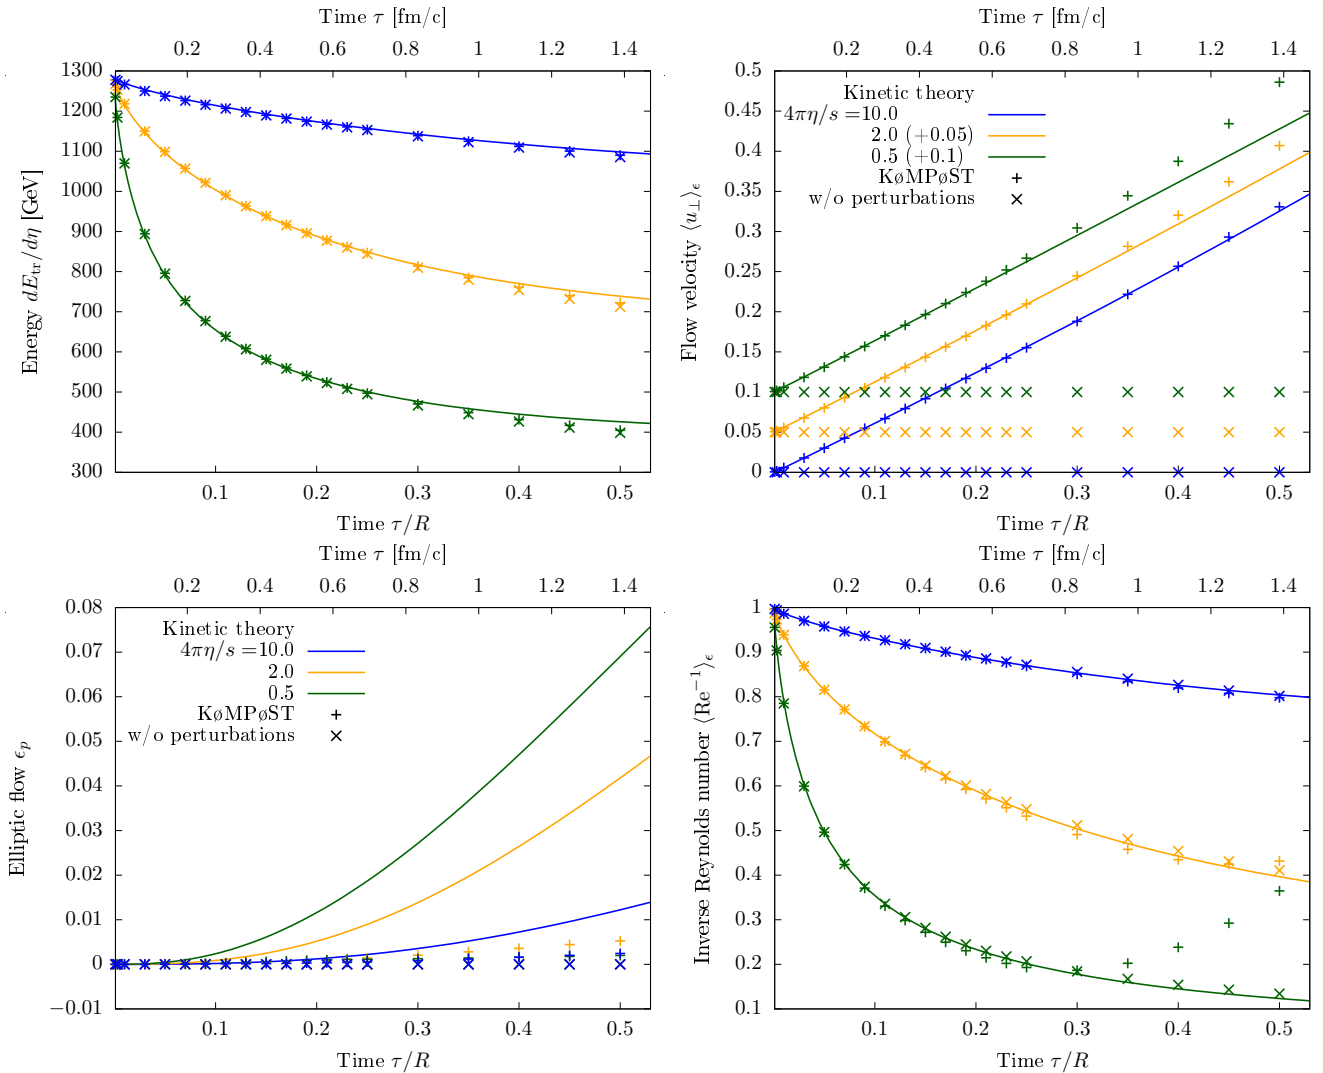 Time τ [fm/c]
0.2 0.4 0.6 0.8 1 1.2 1.4
1300
1200
1100
1000
900
800
700
600
500
400
300
Energy dE_tr/dη [GeV]
0.1 0.2 0.3 0.4 0.5
Time τ/R
Time τ [fm/c]
0.2 0.4 0.6 0.8 1 1.2 1.4
0.5
0.45
0.4
0.35
0.3
0.25
0.2
0.15
0.1
0.05
0
Flow velocity ⟨u_⊥⟩_ϵ
Kinetic theory
4πη/s =10.0
2.0 (+0.05)
0.5 (+0.1)
KøMPøST
w/o perturbations
0.1 0.2 0.3 0.4 0.5
Time τ/R
Time τ [fm/c]
0.2 0.4 0.6 0.8 1 1.2 1.4
0.08
0.07
0.06
0.05
0.04
0.03
0.02
0.01
0
−0.01
Elliptic flow ϵ_p
Kinetic theory
4πη/s =10.0
2.0
0.5
KøMPøST
w/o perturbations
0.1 0.2 0.3 0.4 0.5
Time τ/R
Time τ [fm/c]
0.2 0.4 0.6 0.8 1 1.2 1.4
1
0.9
0.8
0.7
0.6
0.5
0.4
0.3
0.2
0.1
Inverse Reynolds number ⟨Re⁻¹⟩_ϵ
0.1 0.2 0.3 0.4 0.5
Time τ/R